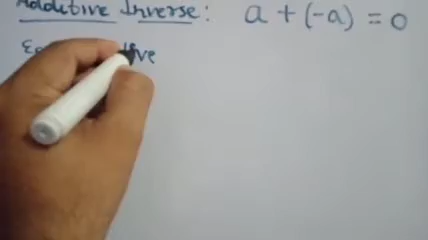 Additive Inverse: a + (-a) = 0